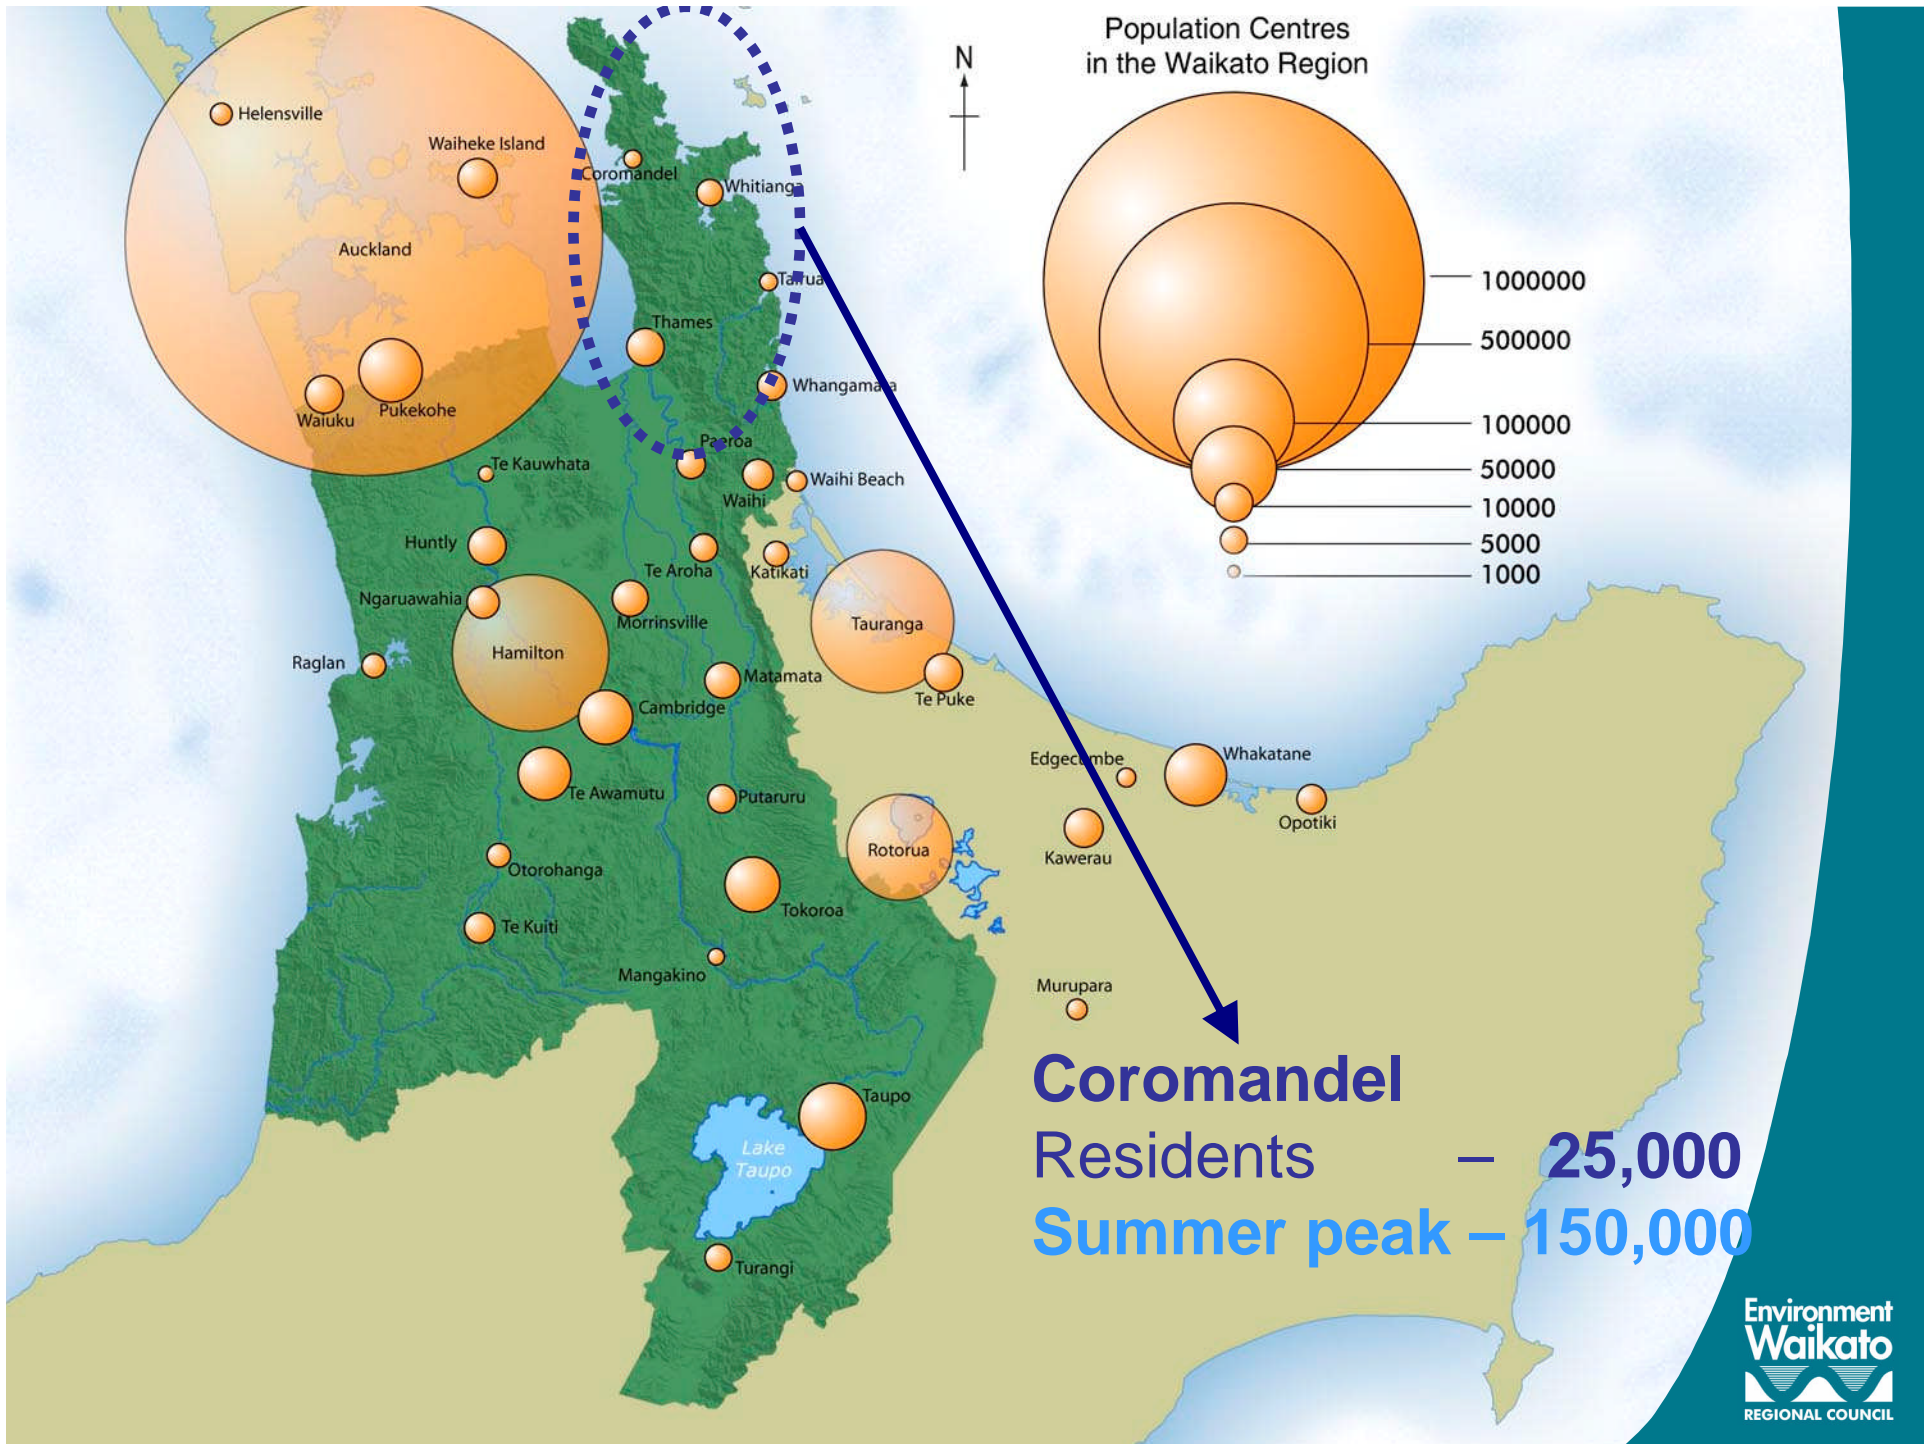 Population Centres
in the Waikato Region
N
1000000
500000
100000
50000
10000
5000
1000
Helensville
Waiheke Island
Auckland
Coromandel
Whitianga
Tairua
Thames
Whangamata
Waiuku
Pukekohe
Paeroa
Te Kauwhata
Waihi
Waihi Beach
Huntly
Te Aroha
Katikati
Ngaruawahia
Morrinsville
Hamilton
Tauranga
Raglan
Matamata
Te Puke
Cambridge
Edgecumbe
Whakatane
Te Awamutu
Putaruru
Opotiki
Rotorua
Kawerau
Otorohanga
Tokoroa
Te Kuiti
Mangakino
Murupara
Taupo
Lake
Taupo
Turangi
Coromandel
Residents – 25,000
Summer peak – 150,000
Environment
Waikato
REGIONAL COUNCIL